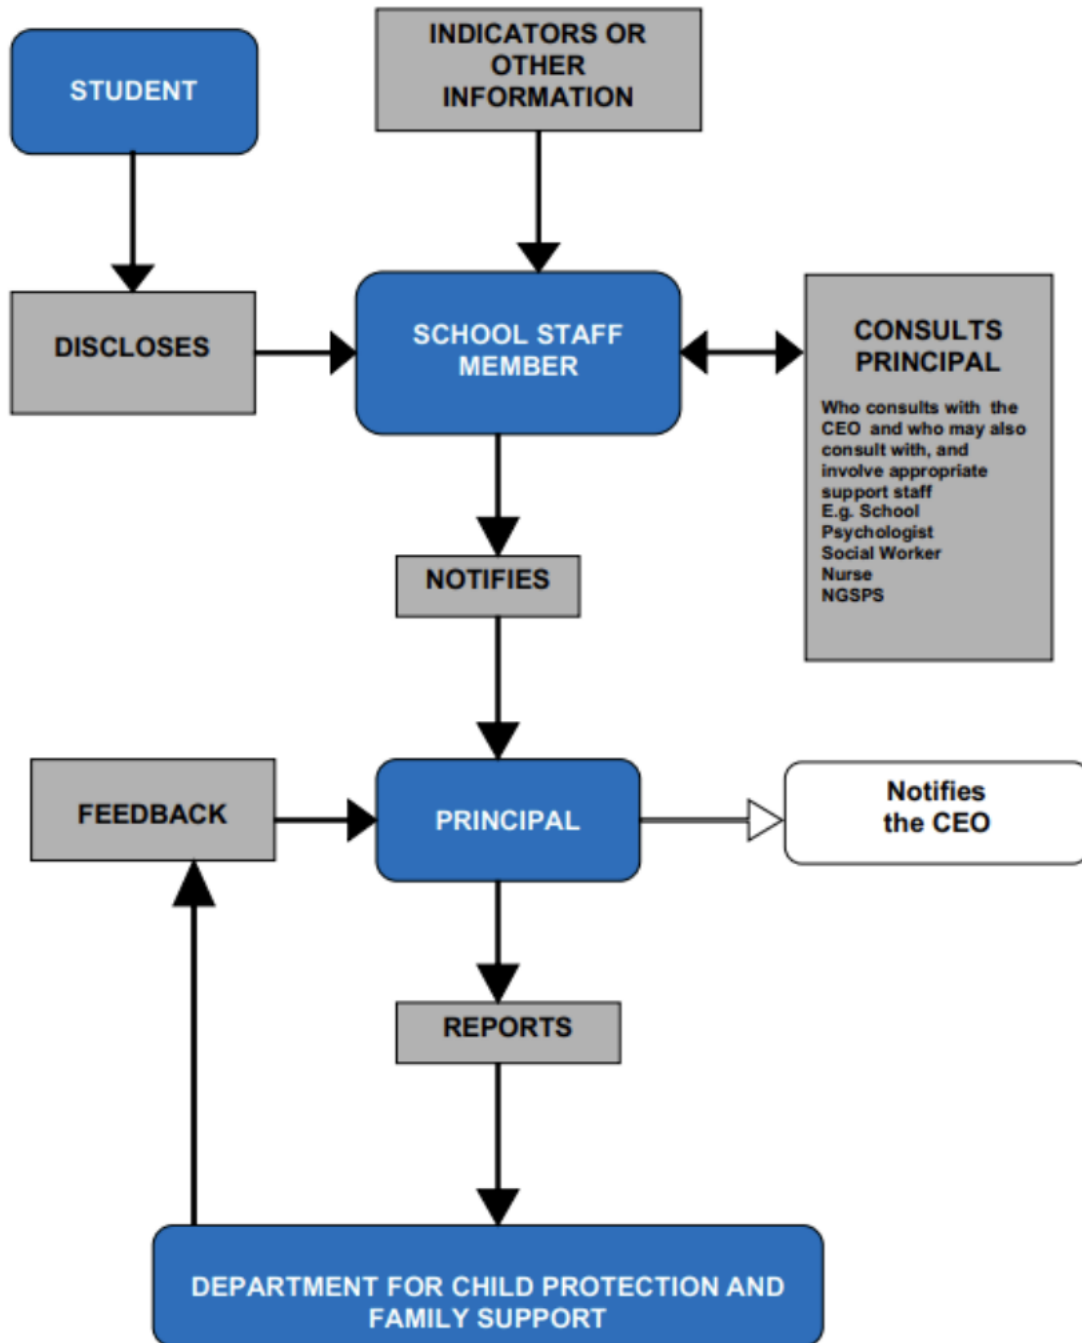 STUDENT
INDICATORS OR
OTHER
INFORMATION
DISCLOSES
SCHOOL STAFF
MEMBER
CONSULTS
PRINCIPAL
Who consults with the
CEO and who may also
consult with, and
involve appropriate
support staff
E.g. School
Psychologist
Social Worker
Nurse
NGSPS
NOTIFIES
FEEDBACK
PRINCIPAL
Notifies
the CEO
REPORTS
DEPARTMENT FOR CHILD PROTECTION AND
FAMILY SUPPORT